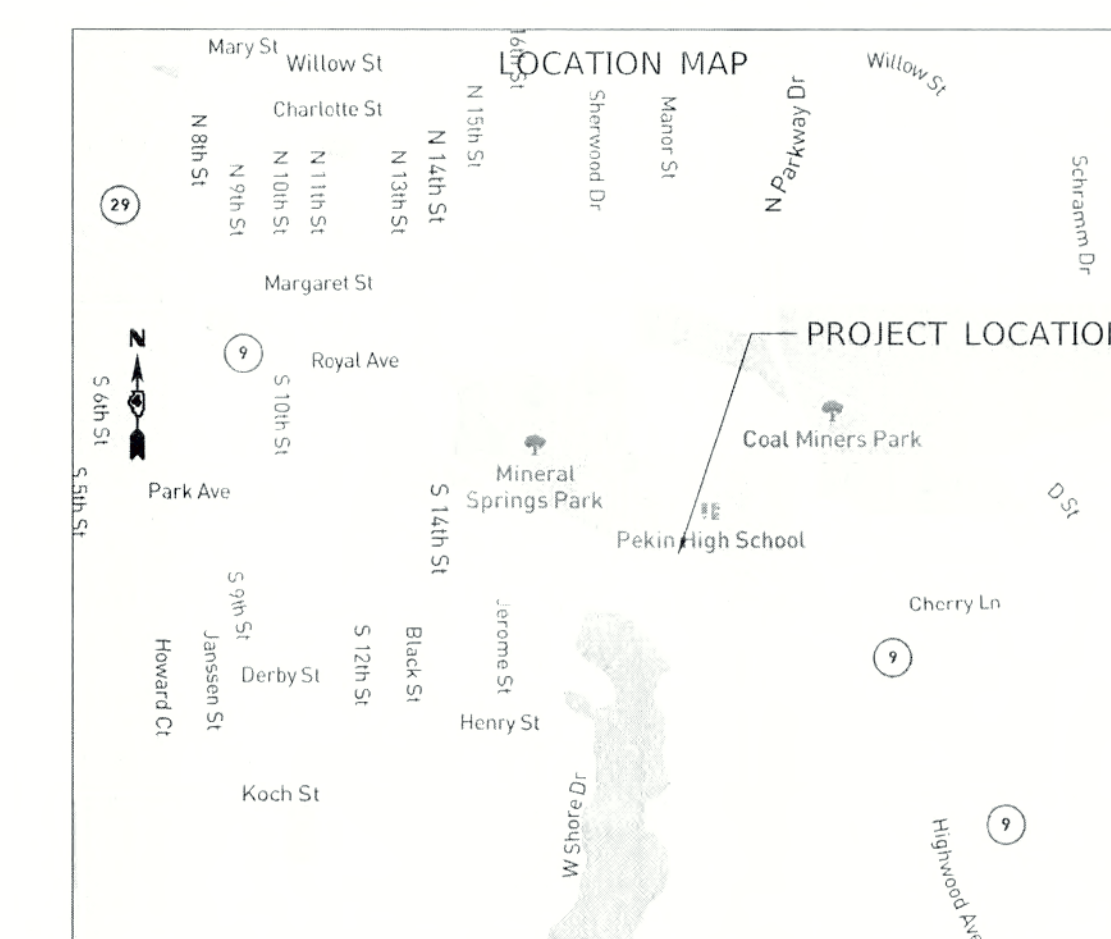 Mary St
Willow St
16th St
LOCATION MAP
Willow St
Charlotte St
N 15th St
Sherwood Dr
Manor St
N Parkway Dr
N 8th St
N 9th St
N 10th St
N 11th St
N 13th St
N 14th St
Schramm Dr
29
Margaret St
N
9
Royal Ave
PROJECT LOCATIO
S 6th St
S 10th St
Coal Miners Park
Mineral
Springs Park
S 5th St
Park Ave
S 14th St
D St
Pekin High School
S 9th St
Cherry Ln
Howard Ct
Janssen St
Derby St
S 12th St
Black St
Jerome St
9
Henry St
Koch St
W Shore Dr
9
Highwood Ave